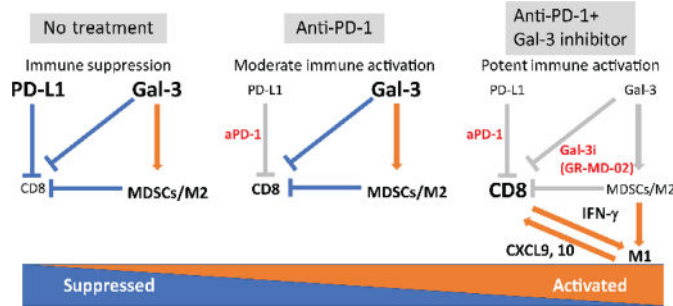 No treatment
Immune suppression
PD-L1 Gal-3
CD8 MDSCs/M2
Anti-PD-1
Moderate immune activation
PD-L1 Gal-3
aPD-1
CD8 MDSCs/M2
Anti-PD-1+
Gal-3 inhibitor
Potent immune activation
PD-L1 Gal-3
aPD-1
Gal-3i
(GR-MD-02)
CD8 MDSCs/M2
IFN-γ
CXCL9, 10 M1
Suppressed Activated